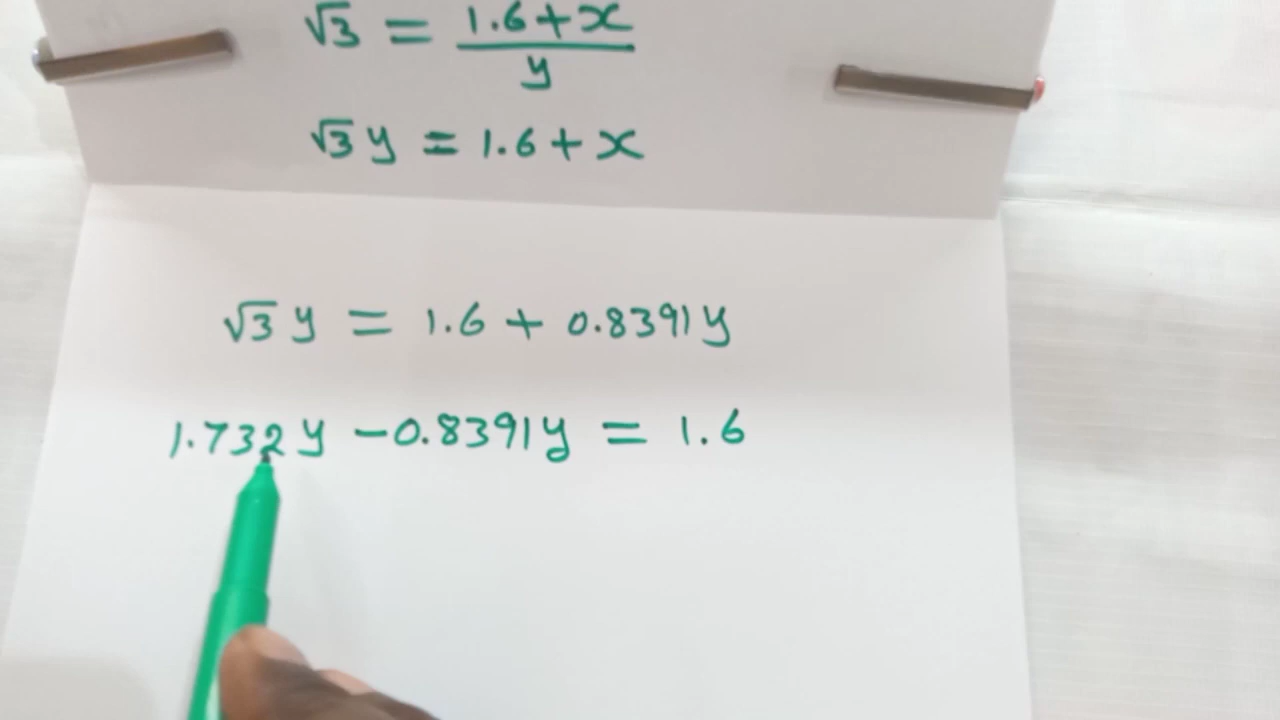 √3 = (1.6+x)/y
√3 y = 1.6 + x
√3 y = 1.6 + 0.8391y
1.732y - 0.8391y = 1.6